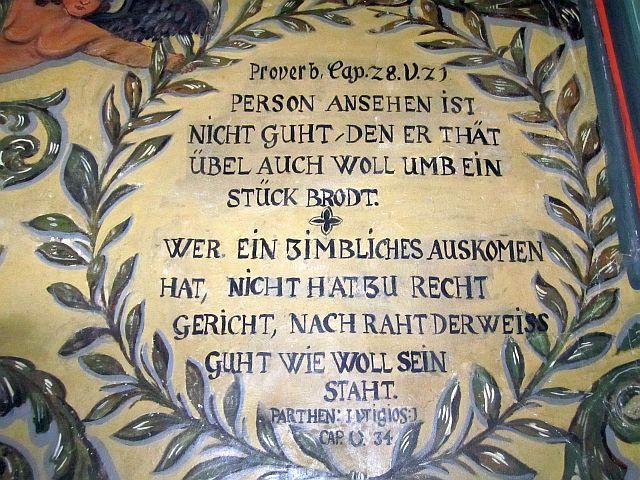 Proverb. Cap. 28. V. 21
PERSON ANSEHEN IST
NICHT GUHT, DEN ER THÄT
ÜBEL AUCH WOLL UMB EIN
STÜCK BRODT.
WER EIN ZIMBLICHES AUSKOMEN
HAT, NICHT HAT ZU RECHT
GERICHT, NACH RAHT DERWEISS
GUHT WIE WOLL SEIN
STAHT.
PARTHEN:
CAP. 34